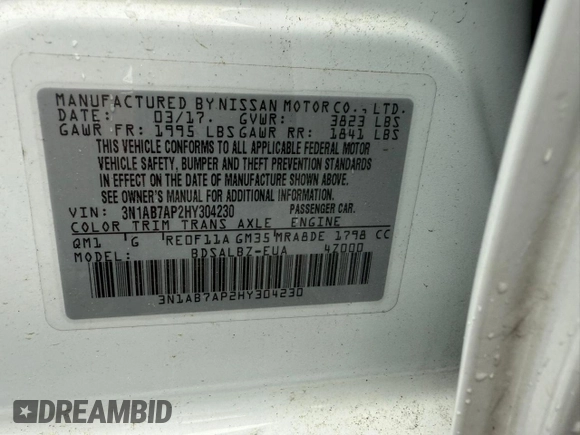 MANUFACTURED BY NISSAN MOTOR CO., LTD.
DATE: 03/17. GVWR: 3823 LBS
GAWR FR: 1995 LBS GAWR RR: 1841 LBS
THIS VEHICLE CONFORMS TO ALL APPLICABLE FEDERAL MOTOR
VEHICLE SAFETY, BUMPER AND THEFT PREVENTION STANDARDS
IN EFFECT ON THE DATE OF MANUFACTURE SHOWN ABOVE.
SEE OWNER'S MANUAL FOR ADDITIONAL INFORMATION.
VIN: 3N1AB7AP2HY304230 PASSENGER CAR.
COLOR TRIM TRANS AXLE ENGINE
QM1 G RE0F11A GM35 MRA8DE 1798 CC
MODEL: BDSALBZ-EUA 47000
3N1AB7AP2HY304230
DREAMBID